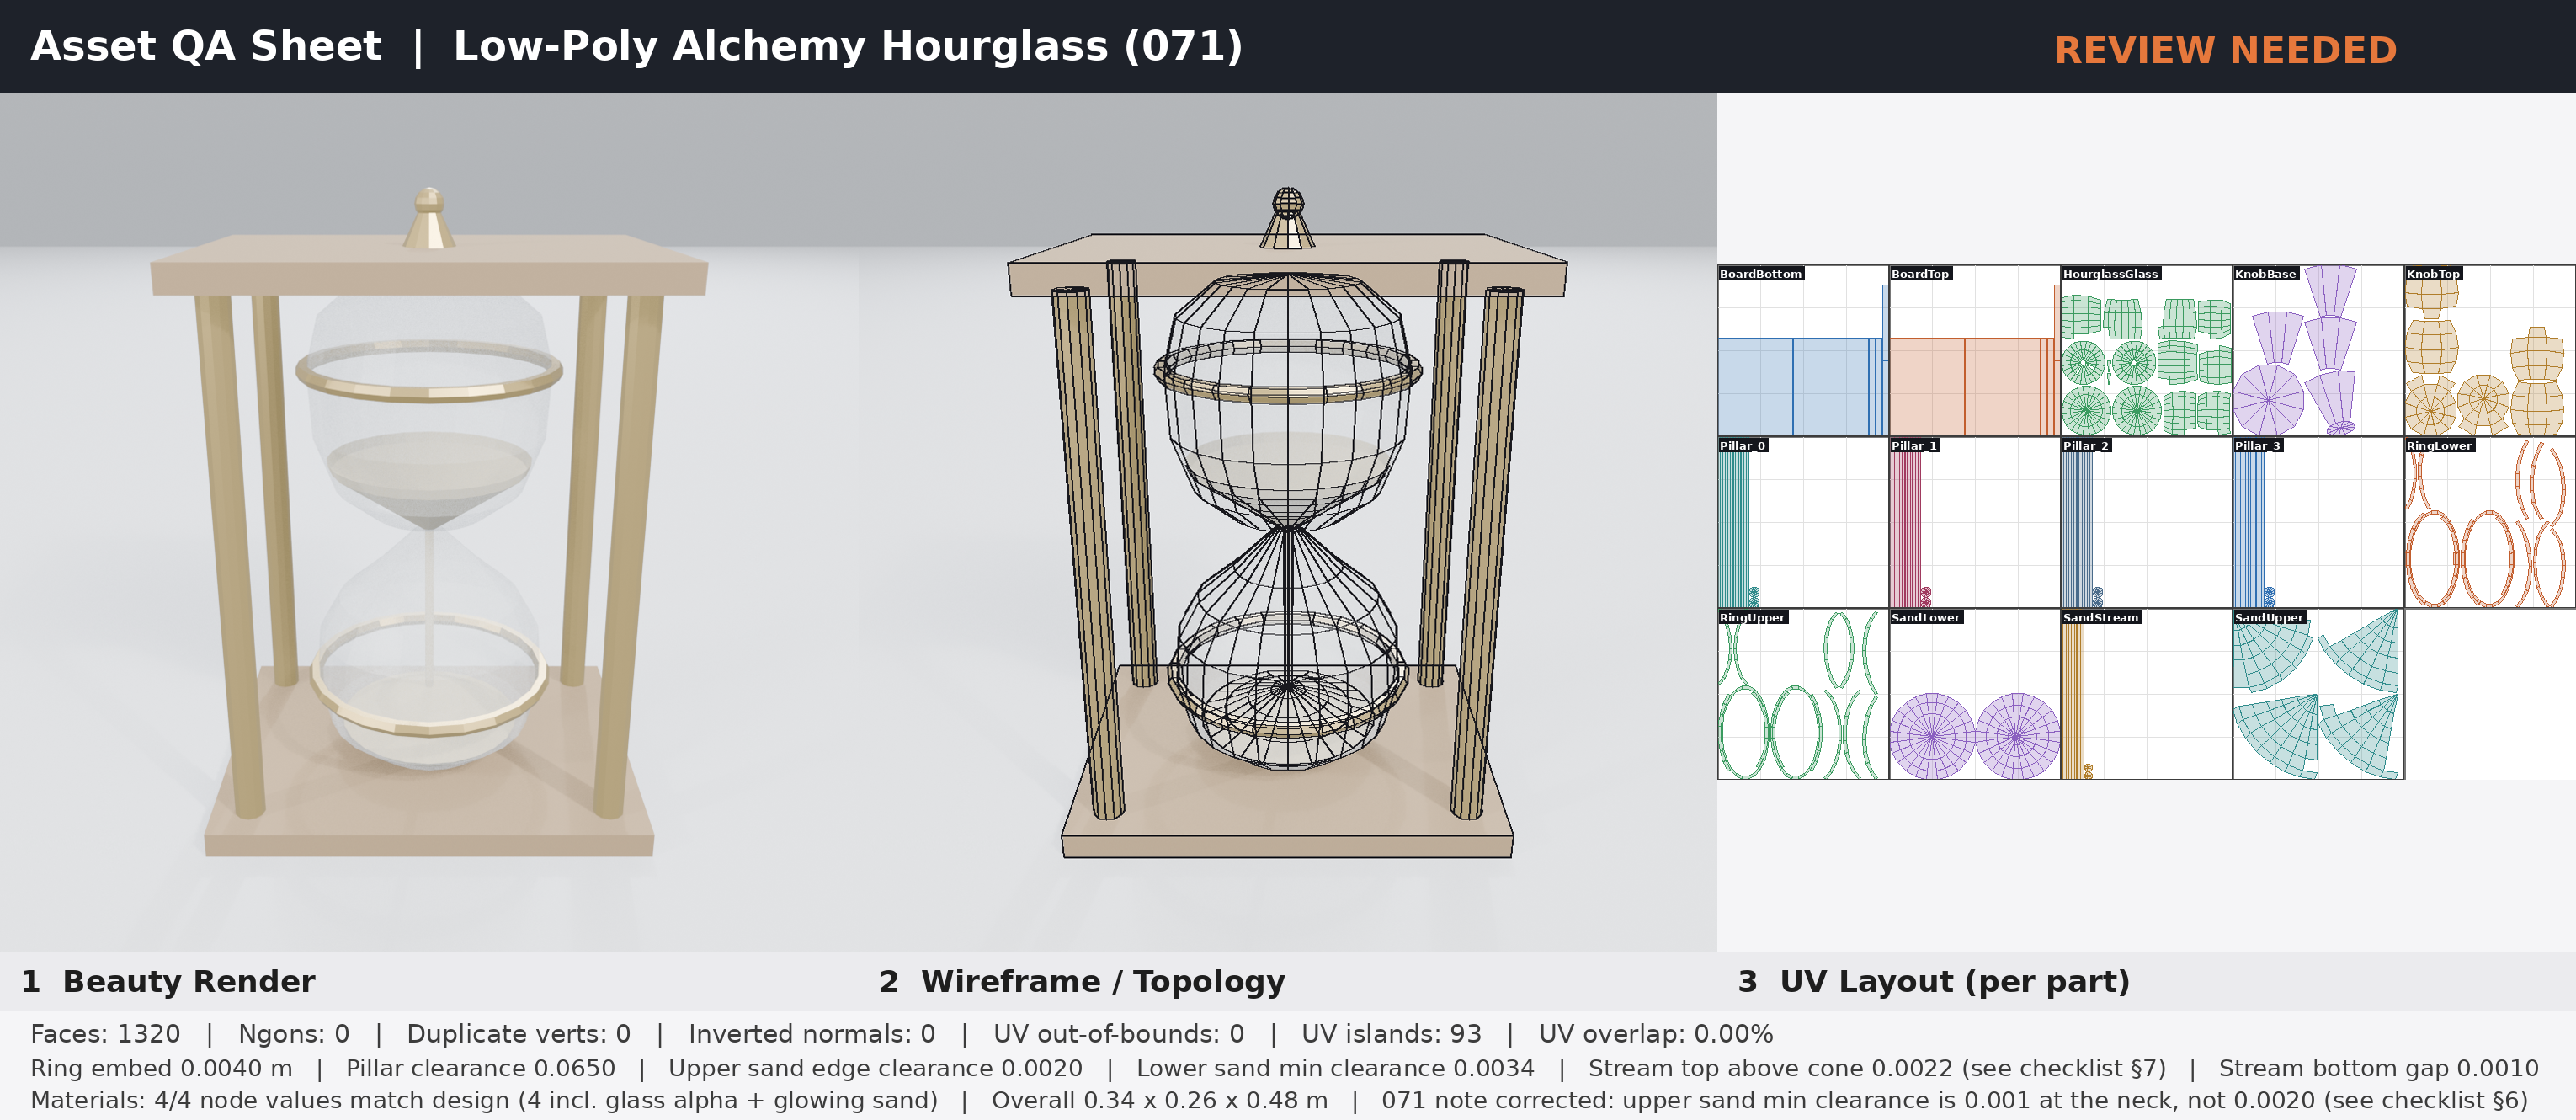 Asset QA Sheet | Low-Poly Alchemy Hourglass (071)
REVIEW NEEDED
BoardBottom
BoardTop
HourglassGlass
KnobBase
KnobTop
Pillar_0
Pillar_1
Pillar_2
Pillar_3
RingLower
RingUpper
SandLower
SandStream
SandUpper
1 Beauty Render
2 Wireframe / Topology
3 UV Layout (per part)
Faces: 1320 | Ngons: 0 | Duplicate verts: 0 | Inverted normals: 0 | UV out-of-bounds: 0 | UV islands: 93 | UV overlap: 0.00%
Ring embed 0.0040 m | Pillar clearance 0.0650 | Upper sand edge clearance 0.0020 | Lower sand min clearance 0.0034 | Stream top above cone 0.0022 (see checklist §7) | Stream bottom gap 0.0010
Materials: 4/4 node values match design (4 incl. glass alpha + glowing sand) | Overall 0.34 x 0.26 x 0.48 m | 071 note corrected: upper sand min clearance is 0.001 at the neck, not 0.0020 (see checklist §6)